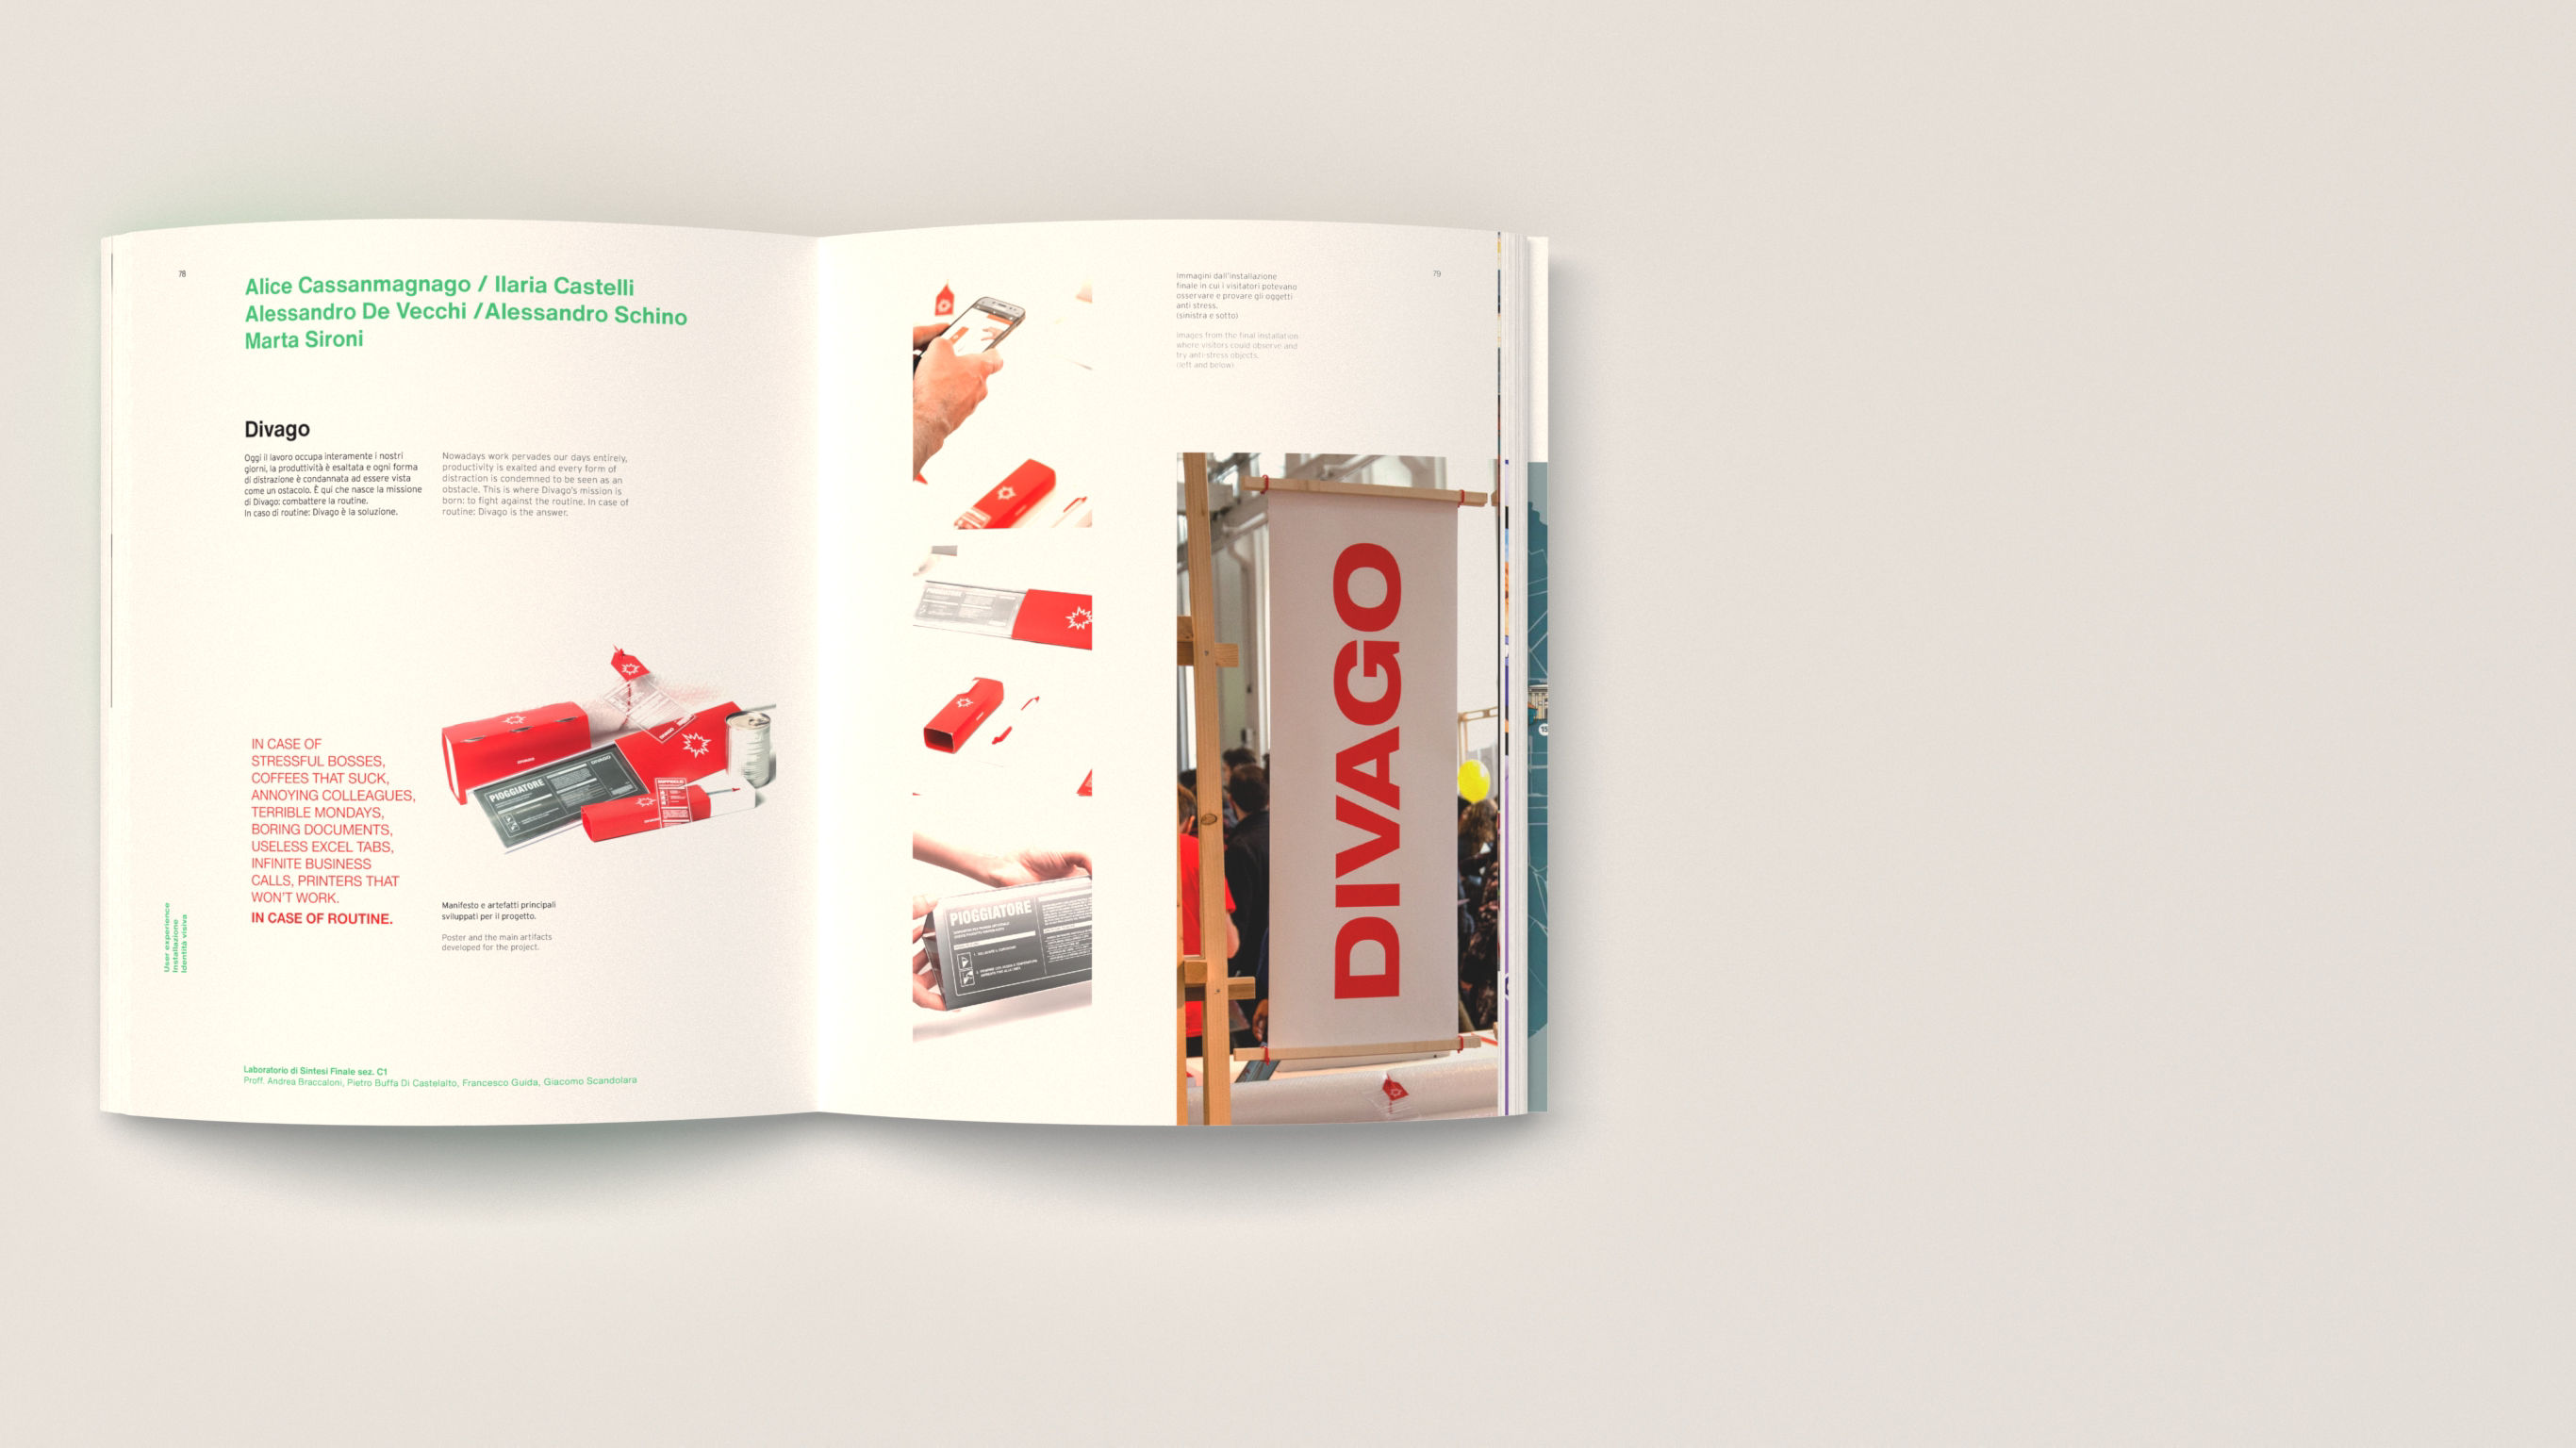 78
Alice Cassanmagnago / Ilaria Castelli
Alessandro De Vecchi /Alessandro Schino
Marta Sironi
Divago
Oggi il lavoro occupa interamente i nostri
giorni, la produttività è esaltata e ogni forma
di distrazione è condannata ad essere vista
come un ostacolo. È qui che nasce la missione
di Divago: combattere la routine.
In caso di routine: Divago è la soluzione.
Nowadays work pervades our days entirely,
productivity is exalted and every form of
distraction is condemned to be seen as an
obstacle. This is where Divago's mission is
born: to fight against the routine. In case of
routine: Divago is the answer.
IN CASE OF
STRESSFUL BOSSES,
COFFEES THAT SUCK,
ANNOYING COLLEAGUES,
TERRIBLE MONDAYS,
BORING DOCUMENTS,
USELESS EXCEL TABS,
INFINITE BUSINESS
CALLS, PRINTERS THAT
WON'T WORK.
IN CASE OF ROUTINE.
PIOGGIATORE
DIVAGO
Manifesto e artefatti principali
sviluppati per il progetto.
Poster and the main artifacts
developed for the project.
User experience
Installazione
Identità visiva
Laboratorio di Sintesi Finale sez. C1
Proff. Andrea Braccaloni, Pietro Buffa Di Castelalto, Francesco Guida, Giacomo Scandolara
79
Immagini dall'installazione
finale in cui i visitatori potevano
osservare e provare gli oggetti
anti stress.
(sinistra e sotto)
Images from the final installation
where visitors could observe and
try anti-stress objects.
(left and below)
PIOGGIATORE
DIVAGO